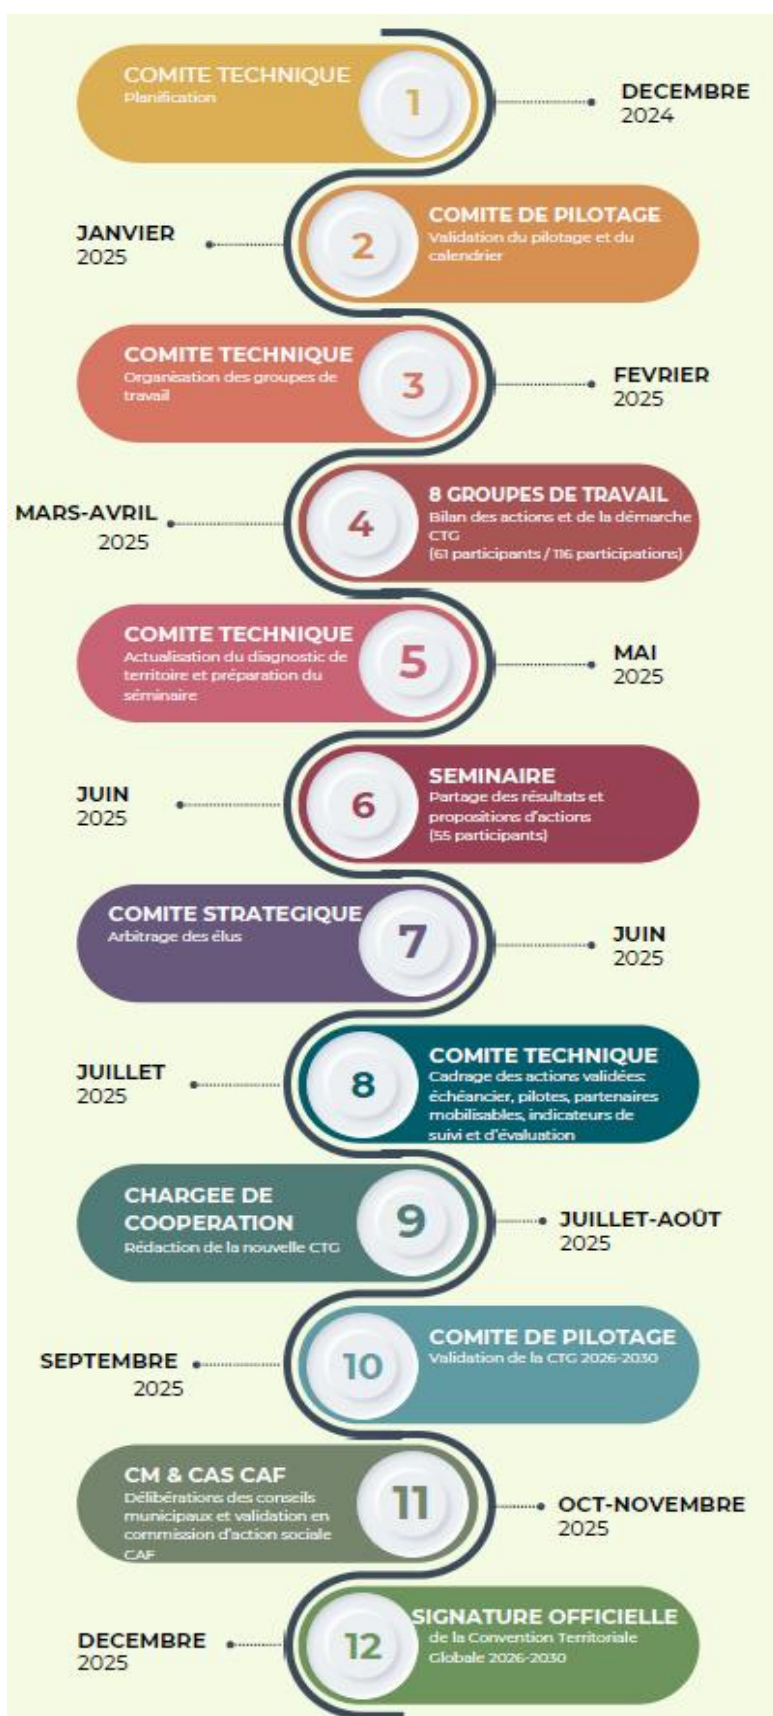 COMITE TECHNIQUE
Planification
1
DECEMBRE
2024
JANVIER
2025
2
COMITE DE PILOTAGE
Validation du pilotage et du
calendrier
COMITE TECHNIQUE
Organisation des groupes de
travail
3
FEVRIER
2025
MARS-AVRIL
2025
4
8 GROUPES DE TRAVAIL
Bilan des actions et de la démarche
CTG
(61 participants / 116 participations)
COMITE TECHNIQUE
Actualisation du diagnostic de
territoire et préparation du
séminaire
5
MAI
2025
JUIN
2025
6
SEMINAIRE
Partage des résultats et
propositions d'actions
(55 participants)
COMITE STRATEGIQUE
Arbitrage des élus
7
JUIN
2025
JUILLET
2025
8
COMITE TECHNIQUE
Cadrage des actions validées:
échéancier, pilotes, partenaires
mobilisables, indicateurs de
suivi et d'évaluation
CHARGEE DE
COOPERATION
Rédaction de la nouvelle CTG
9
JUILLET-AOÛT
2025
SEPTEMBRE
2025
10
COMITE DE PILOTAGE
Validation de la CTG 2026-2030
CM & CAS CAF
Délibérations des conseils
municipaux et validation en
commission d'action sociale
CAF
11
OCT-NOVEMBRE
2025
DECEMBRE
2025
12
SIGNATURE OFFICIELLE
de la Convention Territoriale
Globale 2026-2030